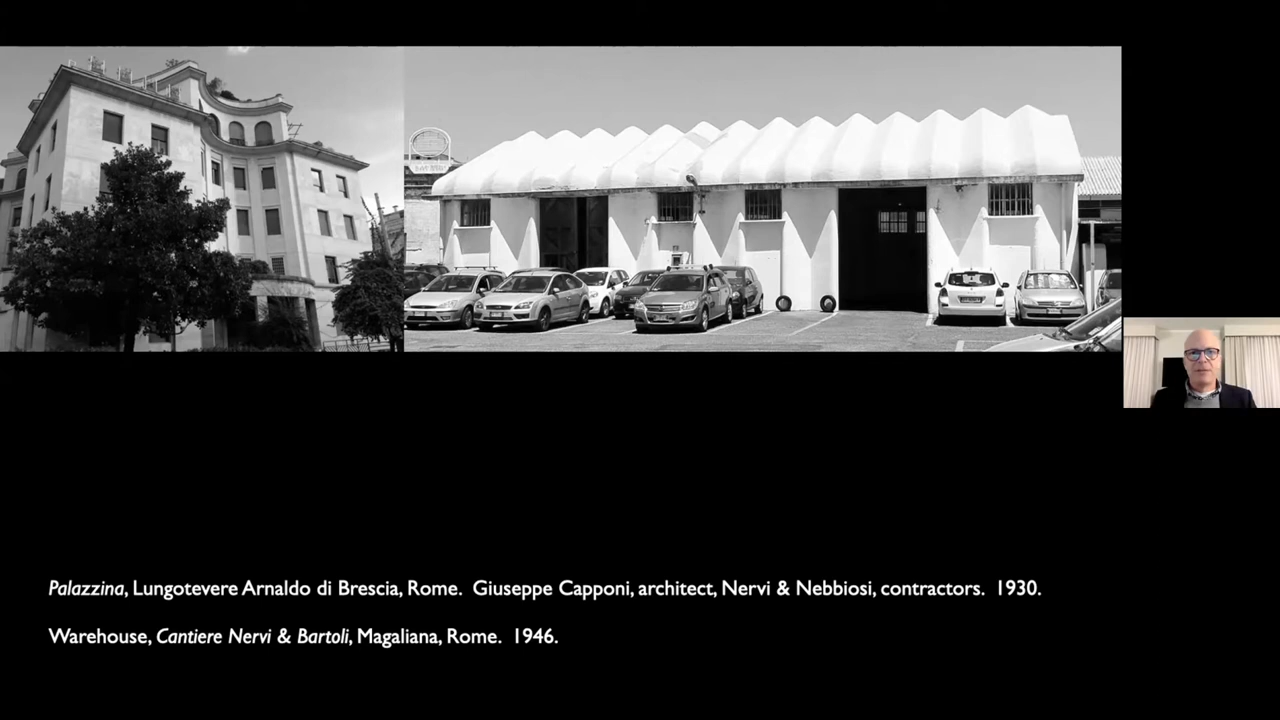 Palazzina, Lungotevere Arnaldo di Brescia, Rome.  Giuseppe Capponi, architect, Nervi & Nebbiosi, contractors.  1930.
Warehouse, Cantiere Nervi & Bartoli, Magaliana, Rome.  1946.